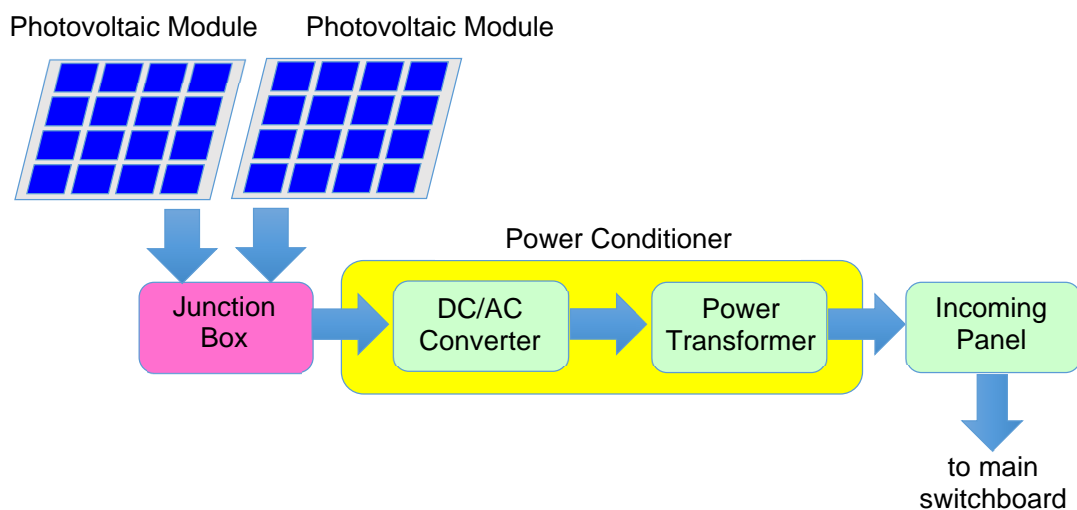 Photovoltaic Module
Photovoltaic Module
Power Conditioner
Junction
Box
DC/AC
Converter
Power
Transformer
Incoming
Panel
to main
switchboard